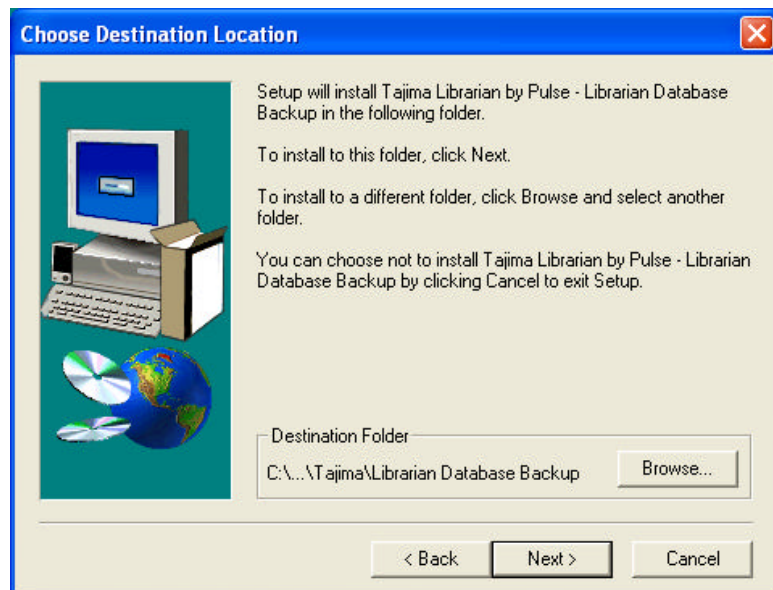 Choose Destination Location
Setup will install Tajima Librarian by Pulse - Librarian Database
Backup in the following folder.
To install to this folder, click Next.
To install to a different folder, click Browse and select another
folder.
You can choose not to install Tajima Librarian by Pulse - Librarian
Database Backup by clicking Cancel to exit Setup.
Destination Folder
C:\...\Tajima\Librarian Database Backup
Browse...
< Back
Next >
Cancel